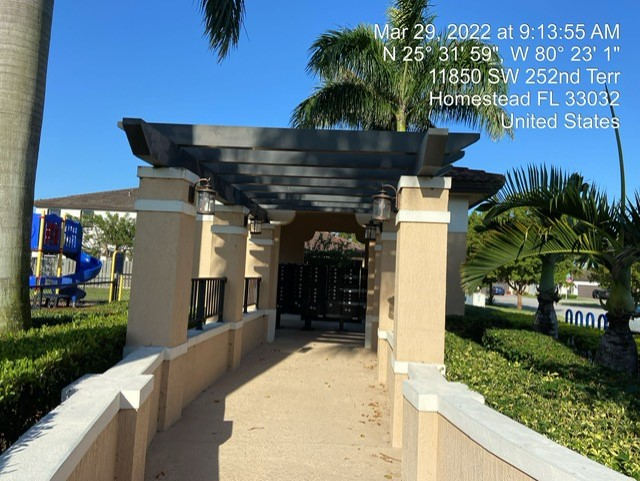 Mar 29, 2022 at 9:13:55 AM
N 25° 31' 59", W 80° 23' 1"
11850 SW 252nd Terr
Homestead FL 33032
United States